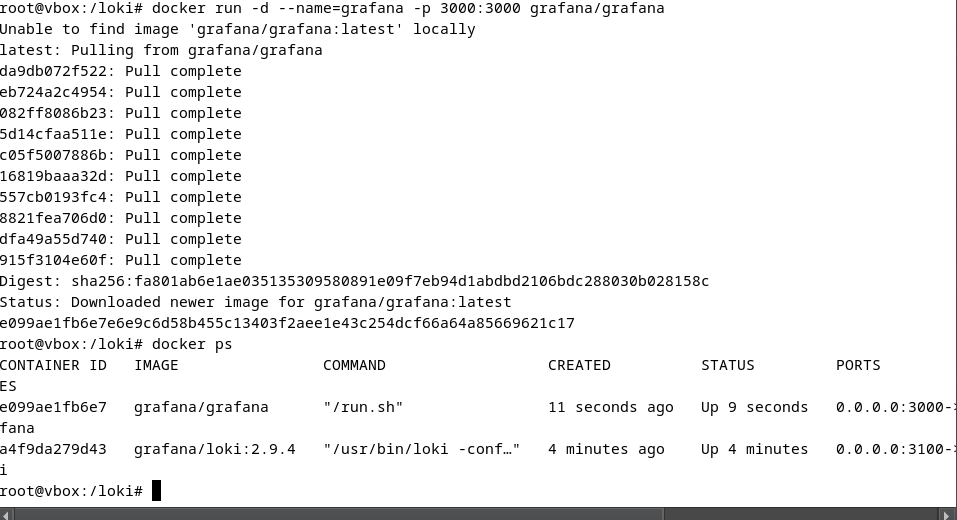 root@vbox:/loki# docker run -d --name=grafana -p 3000:3000 grafana/grafana
Unable to find image 'grafana/grafana:latest' locally
latest: Pulling from grafana/grafana
da9db072f522: Pull complete
eb724a2c4954: Pull complete
082ff8086b23: Pull complete
5d14cfaa511e: Pull complete
c05f5007886b: Pull complete
16819baaa32d: Pull complete
557cb0193fc4: Pull complete
8821fea706d0: Pull complete
dfa49a55d740: Pull complete
915f3104e60f: Pull complete
Digest: sha256:fa801ab6e1ae035135309580891e09f7eb94d1abdbd2106bdc288030b028158c
Status: Downloaded newer image for grafana/grafana:latest
e099ae1fb6e7e6e9c6d58b455c13403f2aee1e43c254dcf66a64a85669621c17
root@vbox:/loki# docker ps
CONTAINER ID   IMAGE                COMMAND                  CREATED          STATUS         PORTS
ES
e099ae1fb6e7   grafana/grafana      "/run.sh"                11 seconds ago   Up 9 seconds   0.0.0.0:3000->
fana
a4f9da279d43   grafana/loki:2.9.4   "/usr/bin/loki -conf…"   4 minutes ago    Up 4 minutes   0.0.0.0:3100->
i
root@vbox:/loki#